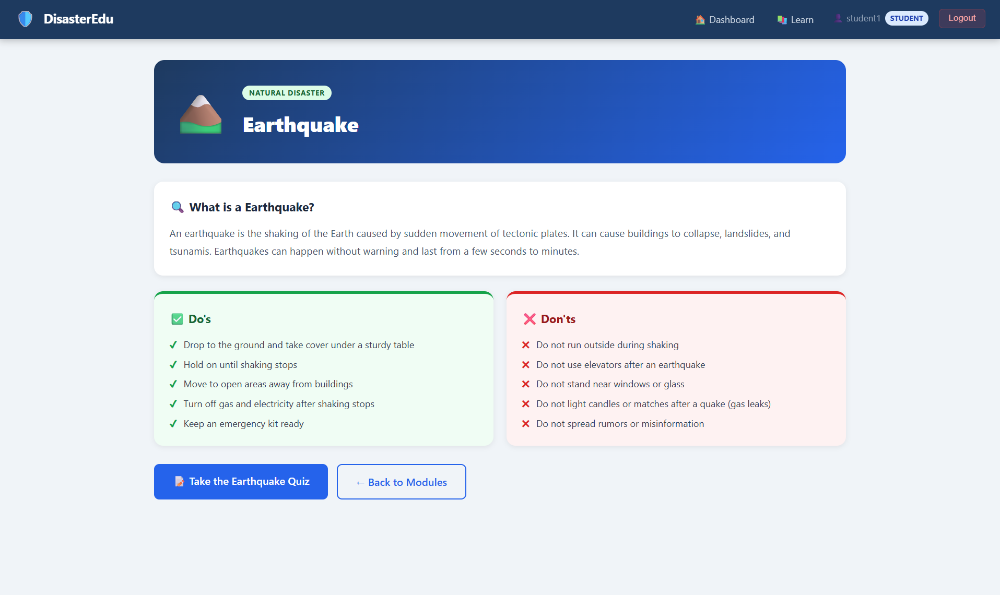 DisasterEdu
Dashboard
Learn
student1 STUDENT
Logout
NATURAL DISASTER
Earthquake
What is a Earthquake?
An earthquake is the shaking of the Earth caused by sudden movement of tectonic plates. It can cause buildings to collapse, landslides, and
tsunamis. Earthquakes can happen without warning and last from a few seconds to minutes.
Do's
✓ Drop to the ground and take cover under a sturdy table
✓ Hold on until shaking stops
✓ Move to open areas away from buildings
✓ Turn off gas and electricity after shaking stops
✓ Keep an emergency kit ready
Don'ts
✕ Do not run outside during shaking
✕ Do not use elevators after an earthquake
✕ Do not stand near windows or glass
✕ Do not light candles or matches after a quake (gas leaks)
✕ Do not spread rumors or misinformation
Take the Earthquake Quiz
← Back to Modules